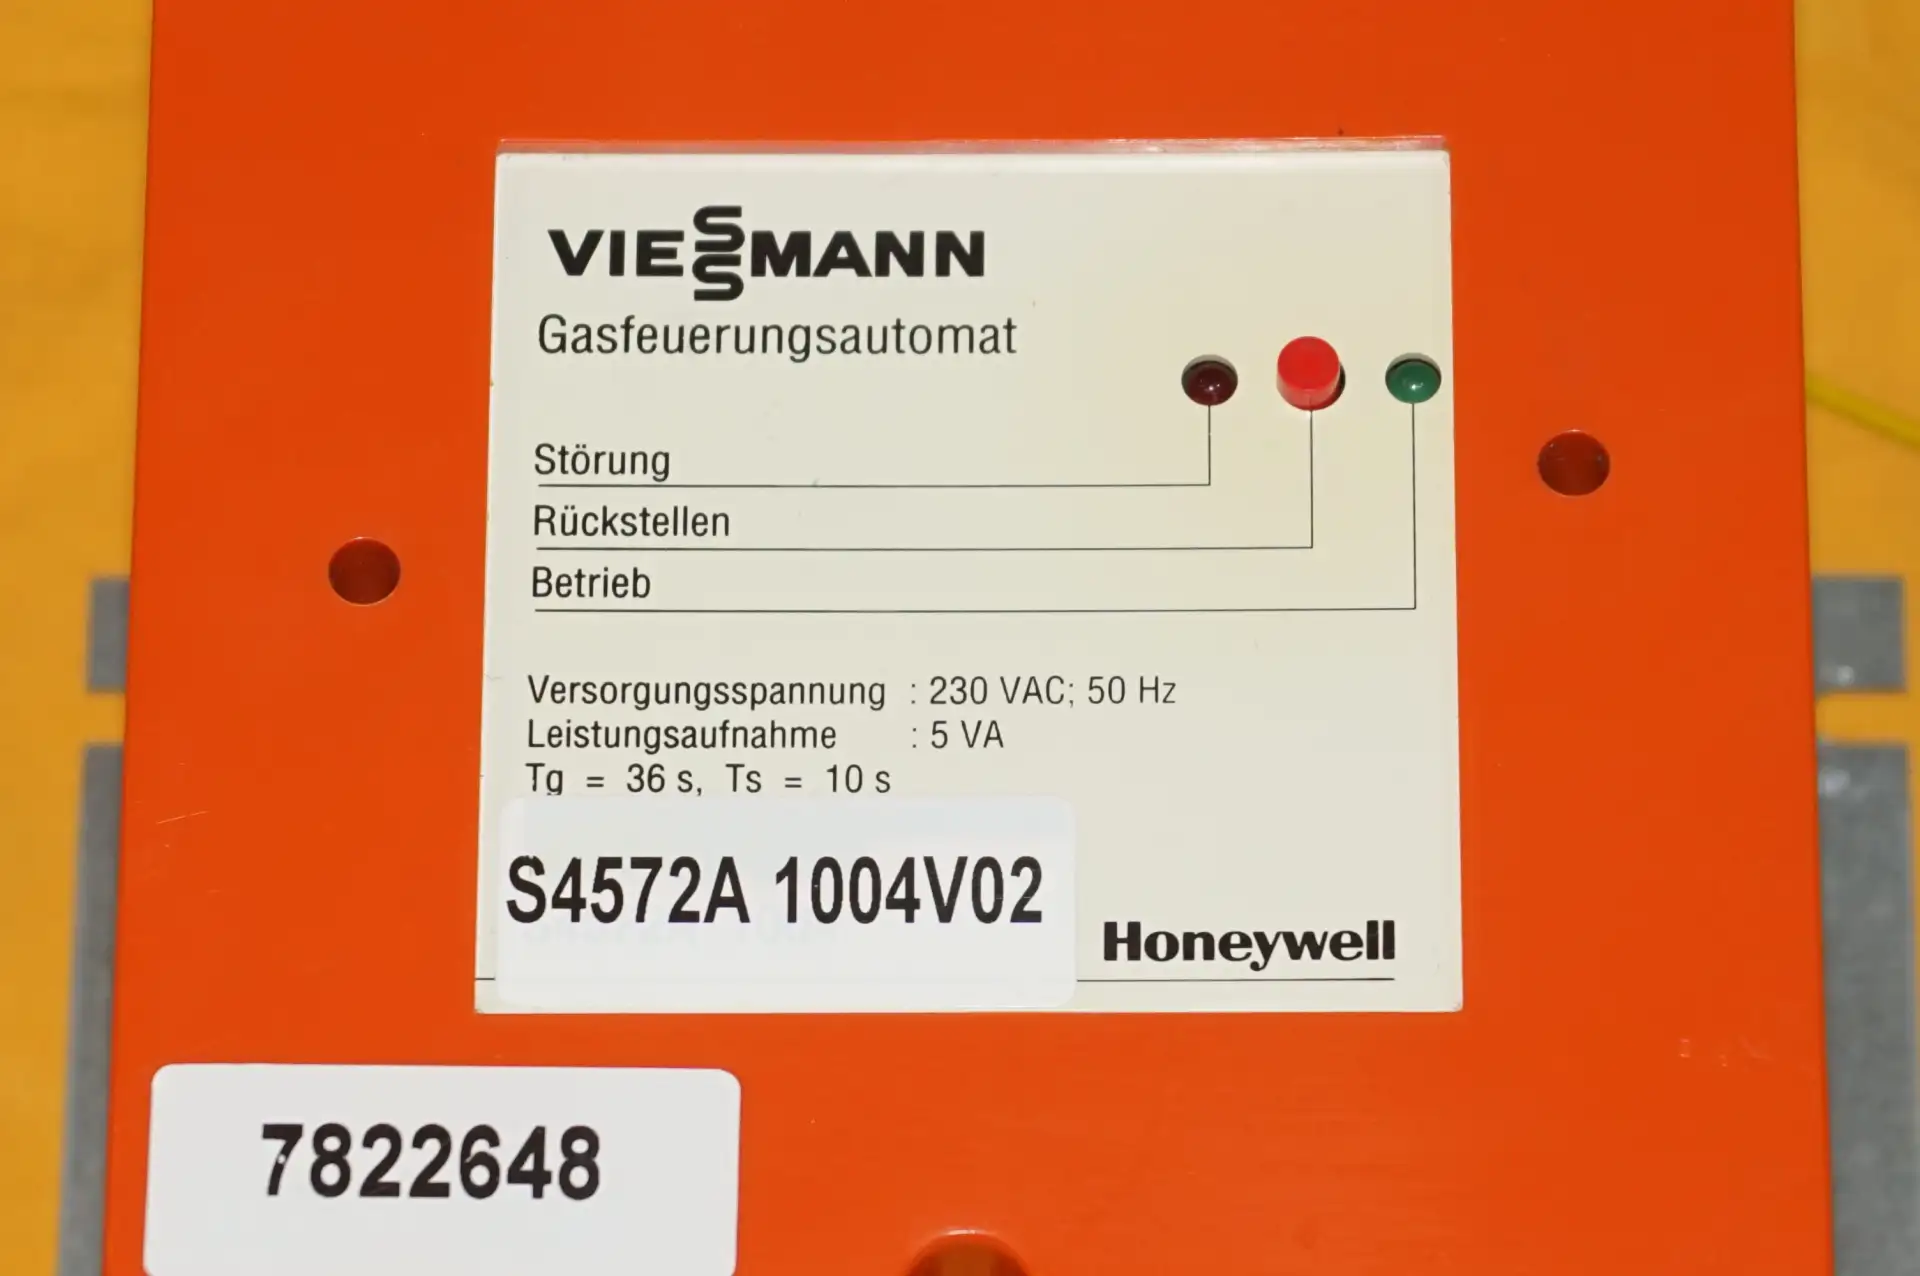 VIESSMANN
Gasfeuerungsautomat
Störung
Rückstellen
Betrieb
Versorgungsspannung : 230 VAC; 50 Hz
Leistungsaufnahme : 5 VA
Tg = 36 s, Ts = 10 s
S4572A 1004V02
Honeywell
7822648